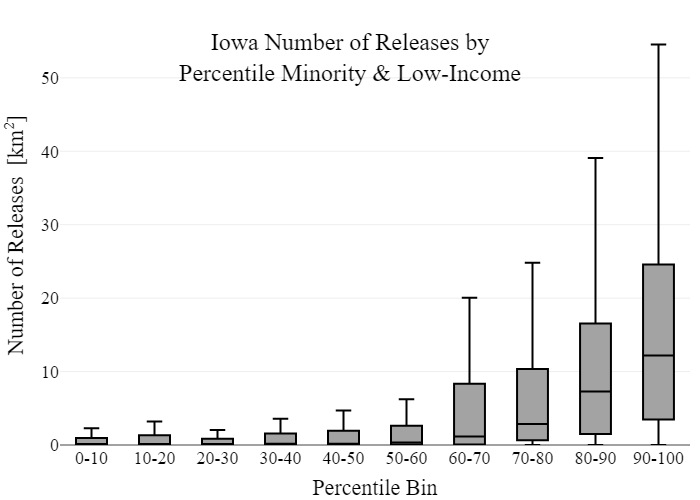 Iowa Number of Releases by
Percentile Minority & Low-Income
Number of Releases [km²]
50
40
30
20
10
0
0-10 10-20 20-30 30-40 40-50 50-60 60-70 70-80 80-90 90-100
Percentile Bin